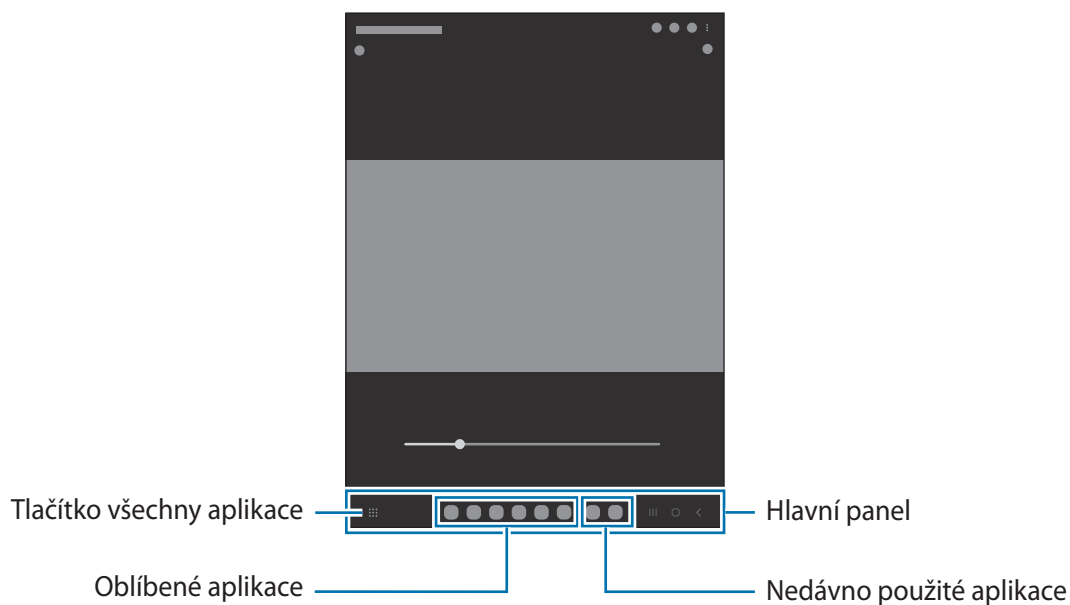 Tlačítko všechny aplikace
Hlavní panel
Oblíbené aplikace
Nedávno použité aplikace